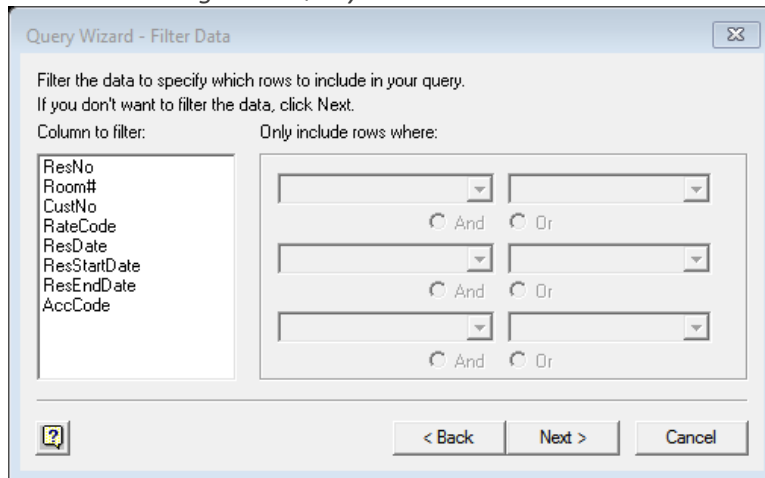 Query Wizard - Filter Data
Filter the data to specify which rows to include in your query.
If you don't want to filter the data, click Next.
Column to filter:
Only include rows where:
ResNo
Room#
CustNo
RateCode
ResDate
ResStartDate
ResEndDate
AccCode
And Or
And Or
And Or
?
< Back Next > Cancel